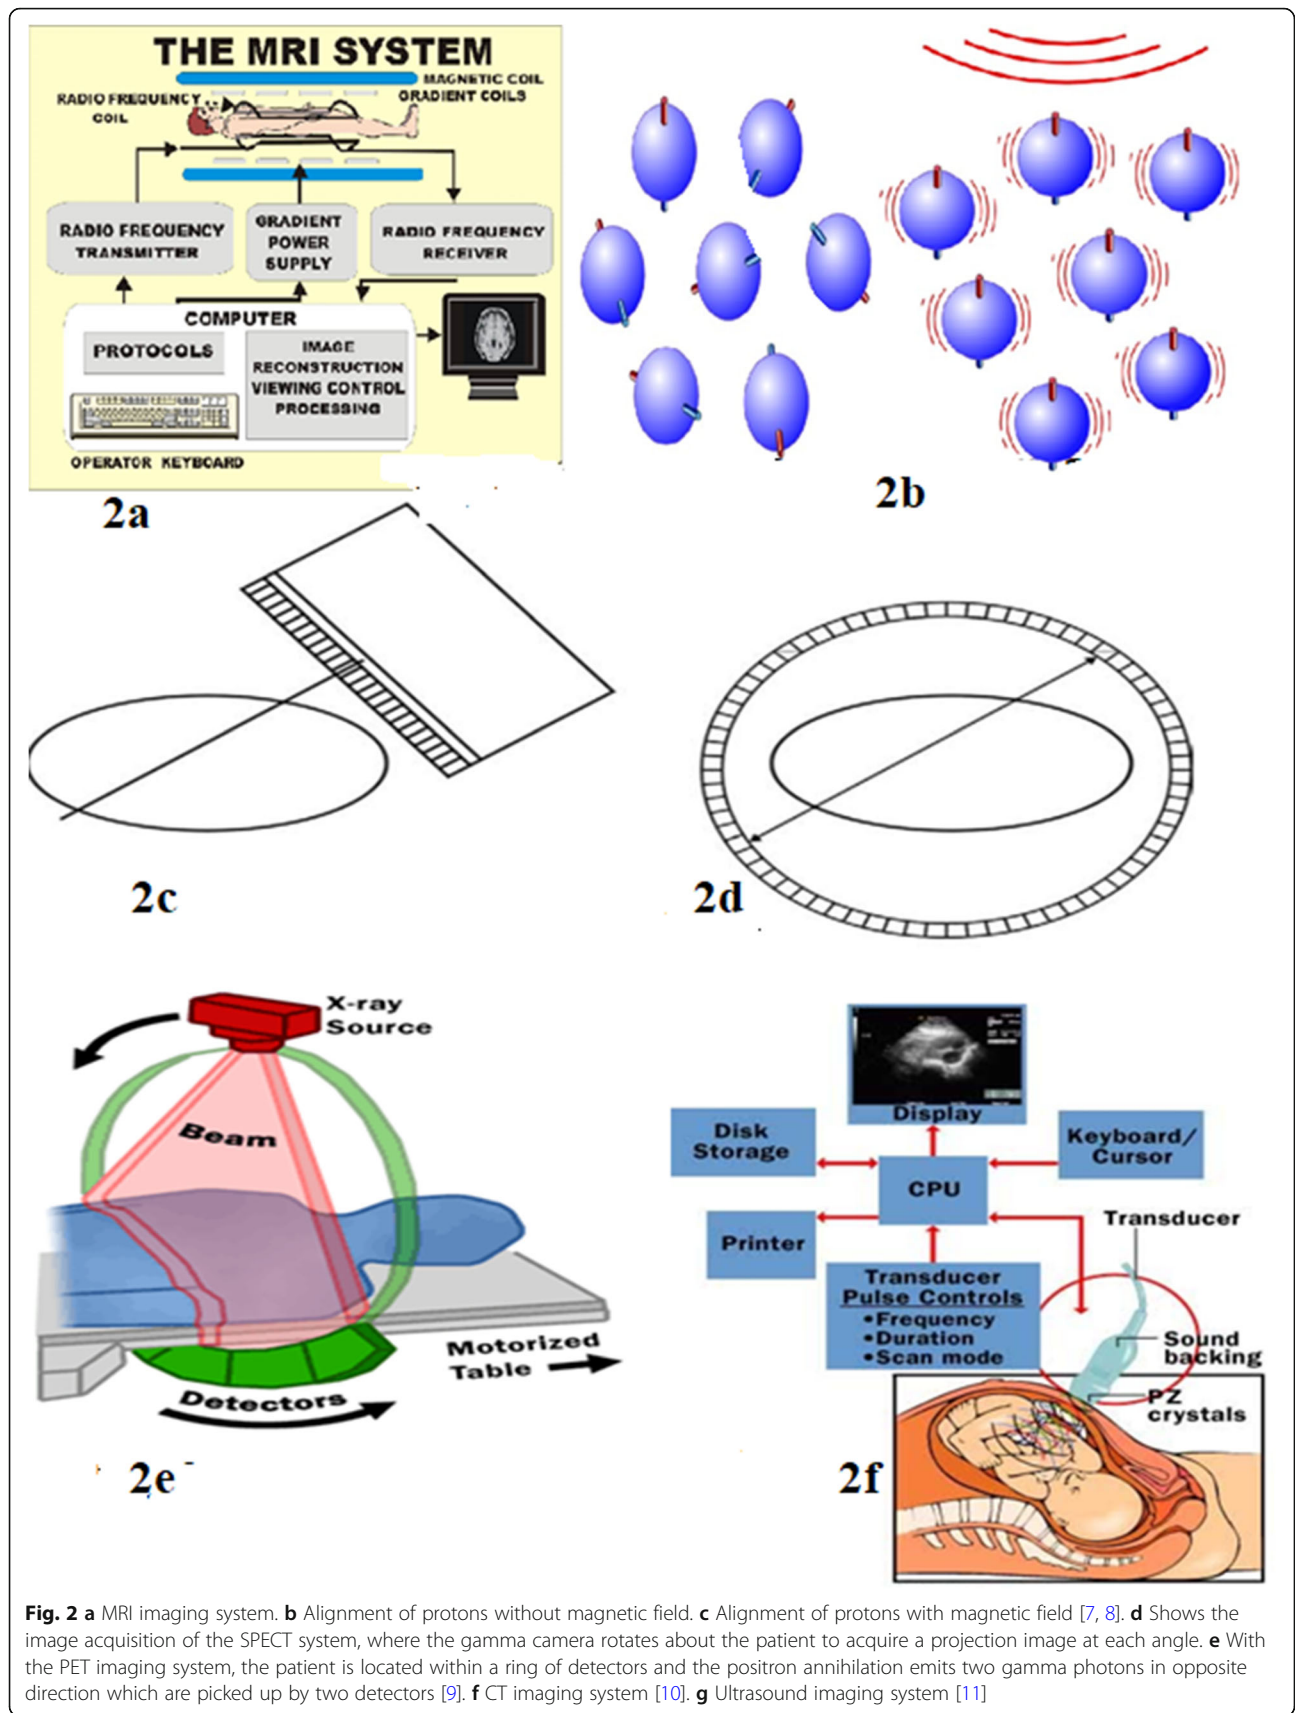 THE MRI SYSTEM
MAGNETIC COIL
RADIO FREQUENCY
COIL
GRADIENT COILS
RADIO FREQUENCY
TRANSMITTER
GRADIENT
POWER
SUPPLY
RADIO FREQUENCY
RECEIVER
COMPUTER
PROTOCOLS
IMAGE
RECONSTRUCTION
VIEWING CONTROL
PROCESSING
OPERATOR KEYBOARD
2a
2b
2c
2d
X-ray
Source
Beam
Motorized
Table
Detectors
2e
Display
Disk
Storage
Keyboard/
Cursor
CPU
Printer
Transducer
Transducer
Pulse Controls
•Frequency
•Duration
•Scan mode
Sound
backing
PZ
crystals
2f
Fig. 2 a MRI imaging system. b Alignment of protons without magnetic field. c Alignment of protons with magnetic field [7, 8]. d Shows the
image acquisition of the SPECT system, where the gamma camera rotates about the patient to acquire a projection image at each angle. e With
the PET imaging system, the patient is located within a ring of detectors and the positron annihilation emits two gamma photons in opposite
direction which are picked up by two detectors [9]. f CT imaging system [10]. g Ultrasound imaging system [11]